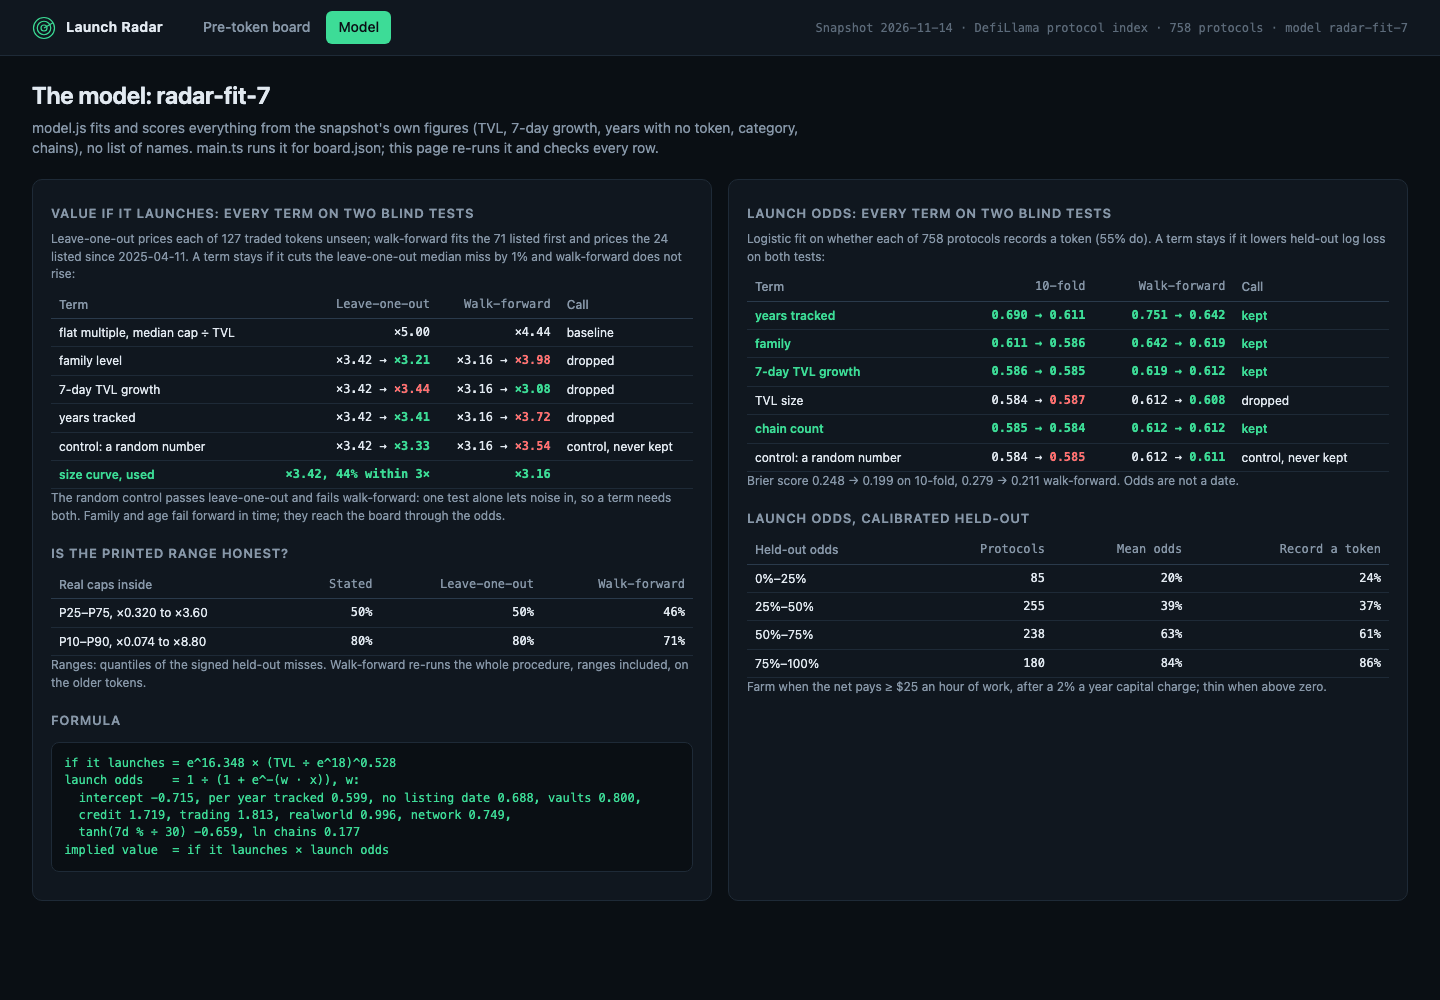 Launch Radar
Pre-token board
Model
Snapshot 2026-11-14 · DefiLlama protocol index · 758 protocols · model radar-fit-7
The model: radar-fit-7
model.js fits and scores everything from the snapshot's own figures (TVL, 7-day growth, years with no token, category,
chains), no list of names. main.ts runs it for board.json; this page re-runs it and checks every row.
VALUE IF IT LAUNCHES: EVERY TERM ON TWO BLIND TESTS
Leave-one-out prices each of 127 traded tokens unseen; walk-forward fits the 71 listed first and prices the 24
listed since 2025-04-11. A term stays if it cuts the leave-one-out median miss by 1% and walk-forward does not
rise:
Term Leave-one-out Walk-forward Call
flat multiple, median cap ÷ TVL ×5.00 ×4.44 baseline
family level ×3.42 → ×3.21 ×3.16 → ×3.98 dropped
7-day TVL growth ×3.42 → ×3.44 ×3.16 → ×3.08 dropped
years tracked ×3.42 → ×3.41 ×3.16 → ×3.72 dropped
control: a random number ×3.42 → ×3.33 ×3.16 → ×3.54 control, never kept
size curve, used ×3.42, 44% within 3× ×3.16
The random control passes leave-one-out and fails walk-forward: one test alone lets noise in, so a term needs
both. Family and age fail forward in time; they reach the board through the odds.
IS THE PRINTED RANGE HONEST?
Real caps inside Stated Leave-one-out Walk-forward
P25–P75, ×0.320 to ×3.60 50% 50% 46%
P10–P90, ×0.074 to ×8.80 80% 80% 71%
Ranges: quantiles of the signed held-out misses. Walk-forward re-runs the whole procedure, ranges included, on
the older tokens.
FORMULA
if it launches = e^16.348 × (TVL ÷ e^18)^0.528
launch odds = 1 ÷ (1 + e^-(w · x)), w:
intercept -0.715, per year tracked 0.599, no listing date 0.688, vaults 0.800,
credit 1.719, trading 1.813, realworld 0.996, network 0.749,
tanh(7d % ÷ 30) -0.659, ln chains 0.177
implied value = if it launches × launch odds
LAUNCH ODDS: EVERY TERM ON TWO BLIND TESTS
Logistic fit on whether each of 758 protocols records a token (55% do). A term stays if it lowers held-out log loss
on both tests:
Term 10-fold Walk-forward Call
years tracked 0.690 → 0.611 0.751 → 0.642 kept
family 0.611 → 0.586 0.642 → 0.619 kept
7-day TVL growth 0.586 → 0.585 0.619 → 0.612 kept
TVL size 0.584 → 0.587 0.612 → 0.608 dropped
chain count 0.585 → 0.584 0.612 → 0.612 kept
control: a random number 0.584 → 0.585 0.612 → 0.611 control, never kept
Brier score 0.248 → 0.199 on 10-fold, 0.279 → 0.211 walk-forward. Odds are not a date.
LAUNCH ODDS, CALIBRATED HELD-OUT
Held-out odds Protocols Mean odds Record a token
0%–25% 85 20% 24%
25%–50% 255 39% 37%
50%–75% 238 63% 61%
75%–100% 180 84% 86%
Farm when the net pays ≥ $25 an hour of work, after a 2% a year capital charge; thin when above zero.